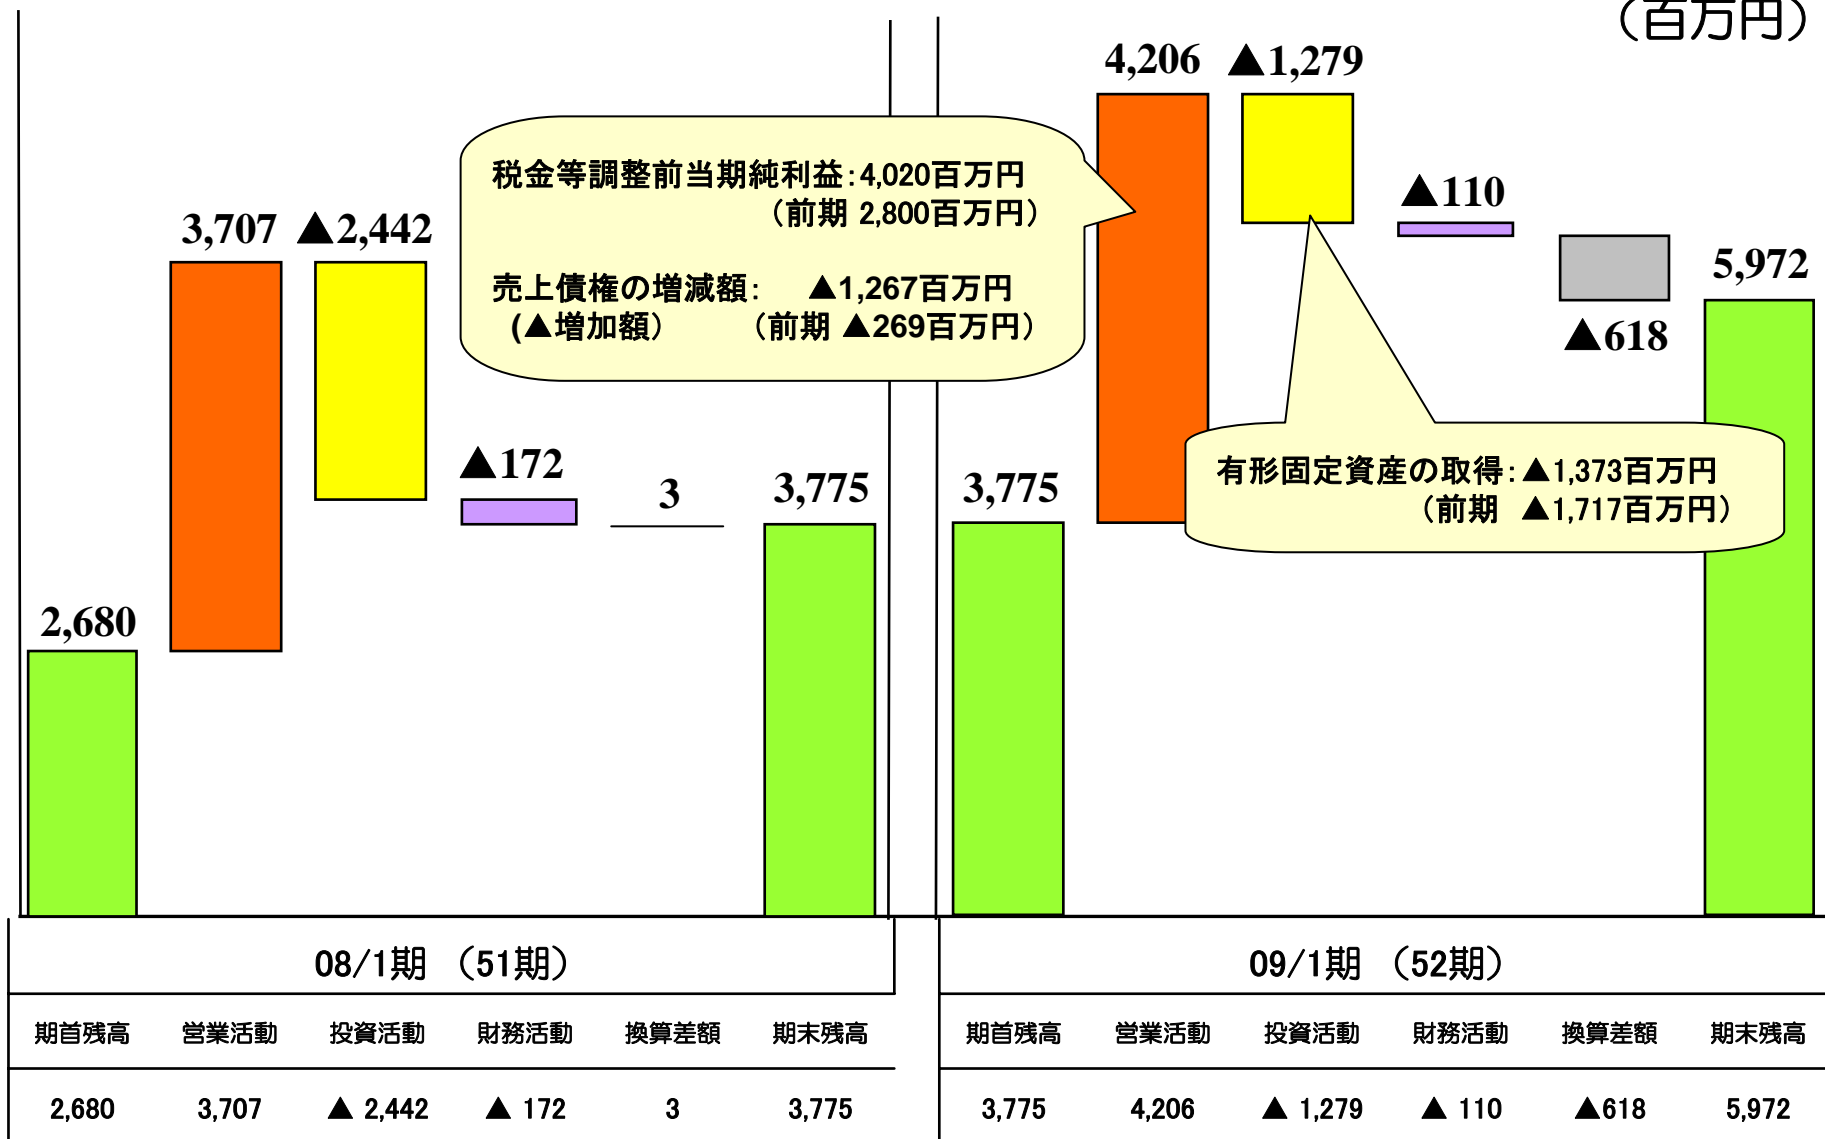 （百万円）
4,206 ▲1,279
税金等調整前当期純利益：4,020百万円
（前期 2,800百万円）
売上債権の増減額： ▲1,267百万円
(▲増加額） （前期 ▲269百万円）
▲110
3,707 ▲2,442
5,972
▲618
▲172
3
3,775
3,775
有形固定資産の取得：▲1,373百万円
（前期 ▲1,717百万円）
2,680
08/1期 （51期）
期首残高 営業活動 投資活動 財務活動 換算差額 期末残高
2,680 3,707 ▲ 2,442 ▲ 172 3 3,775
09/1期 （52期）
期首残高 営業活動 投資活動 財務活動 換算差額 期末残高
3,775 4,206 ▲ 1,279 ▲ 110 ▲618 5,972